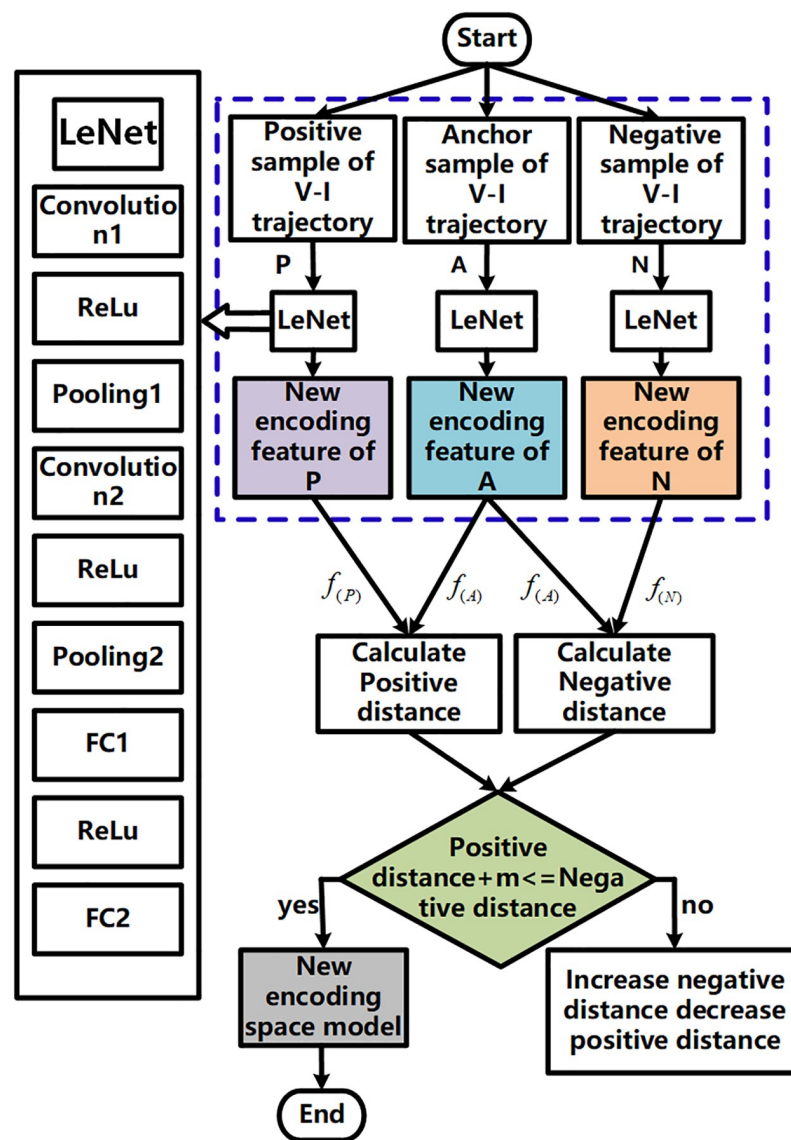 Start
LeNet
Convolutio
n1
ReLu
Pooling1
Convolutio
n2
ReLu
Pooling2
FC1
ReLu
FC2
Positive
sample of
V-I
trajectory
Anchor
sample of
V-I
trajectory
Negative
sample of
V-I
trajectory
P
A
N
LeNet
LeNet
LeNet
New
encoding
feature of
P
New
encoding
feature of
A
New
encoding
feature of
N
f(P)
f(A)
f(A)
f(N)
Calculate
Positive
distance
Calculate
Negative
distance
Positive
distance+m<=Nega
tive distance
yes
no
New
encoding
space model
Increase negative
distance decrease
positive distance
End